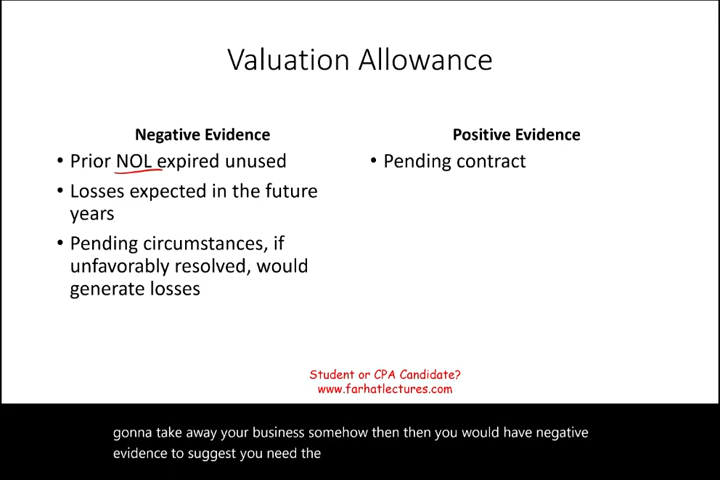 Valuation Allowance
Negative Evidence
• Prior NOL expired unused
• Losses expected in the future
years
• Pending circumstances, if
unfavorably resolved, would
generate losses
Positive Evidence
• Pending contract
Student or CPA Candidate?
www.farhatlectures.com
gonna take away your business somehow then then you would have negative
evidence to suggest you need the